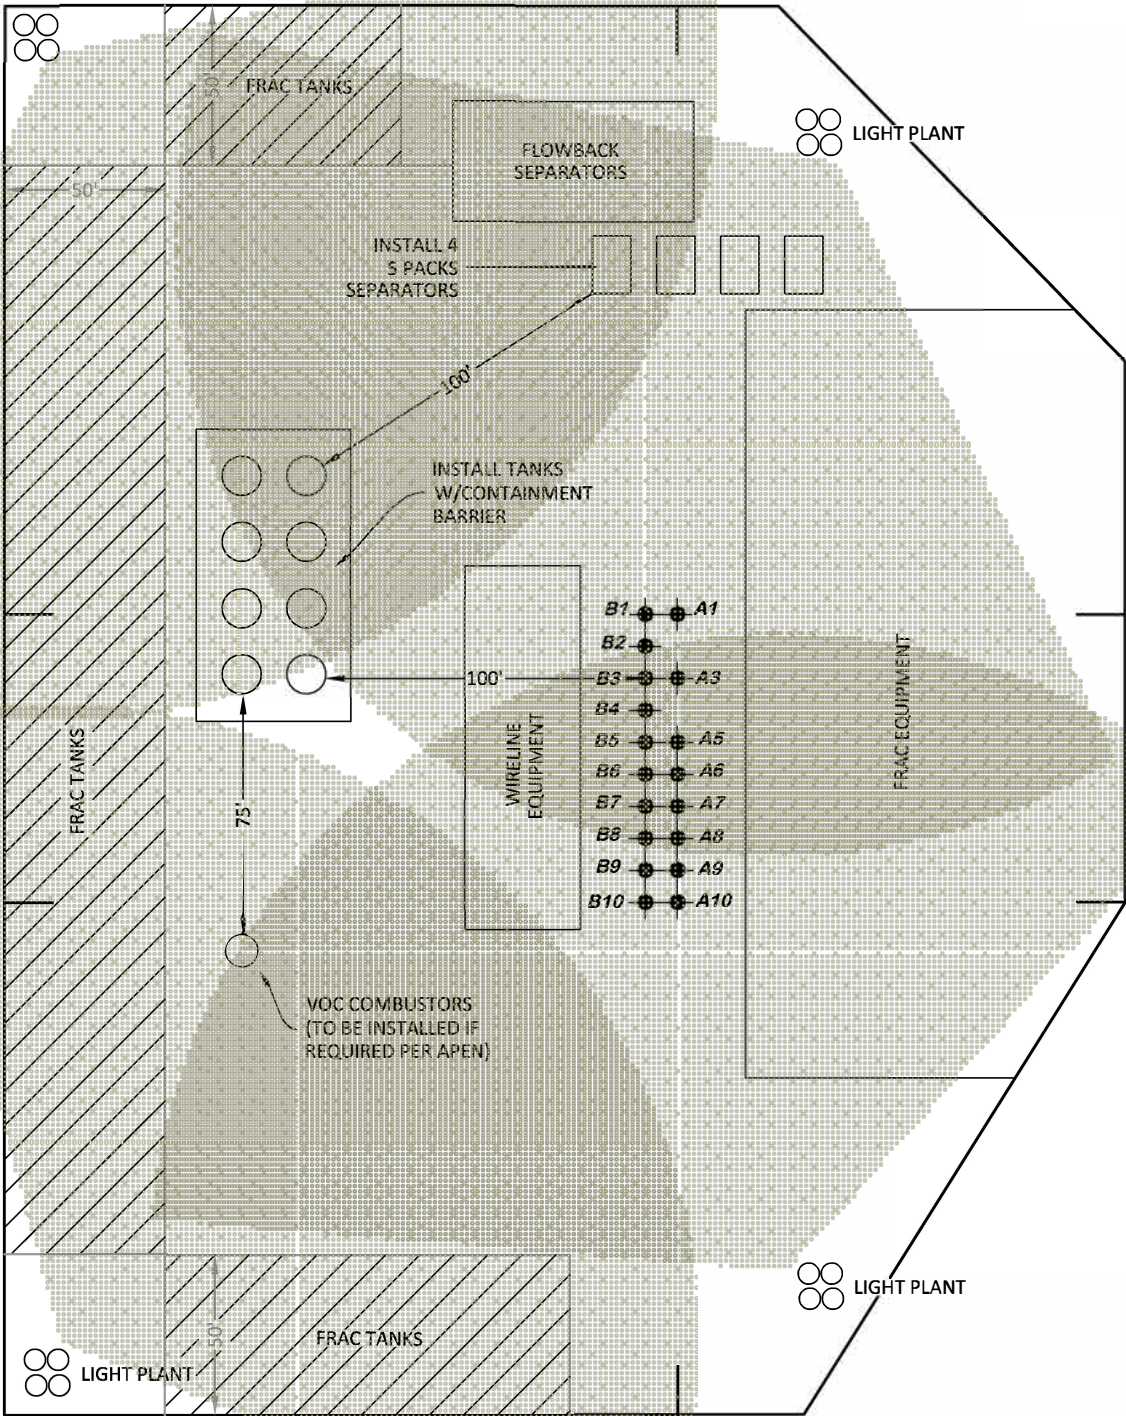 LIGHT PLANT
50'
FRAC TANKS
FLOWBACK
SEPARATORS
50'
INSTALL 4
S PACKS
SEPARATORS
100'
INSTALL TANKS
W/CONTAINMENT
BARRIER
B1 A1
B2
100' B3 A3
B4
B5 A5
B6 A6
B7 A7
B8 A8
B9 A9
B10 A10
WIRELINE
EQUIPMENT
FRAC EQUIPMENT
FRAC TANKS
75'
VOC COMBUSTORS
(TO BE INSTALLED IF
REQUIRED PER APEN)
LIGHT PLANT
50'
FRAC TANKS
LIGHT PLANT